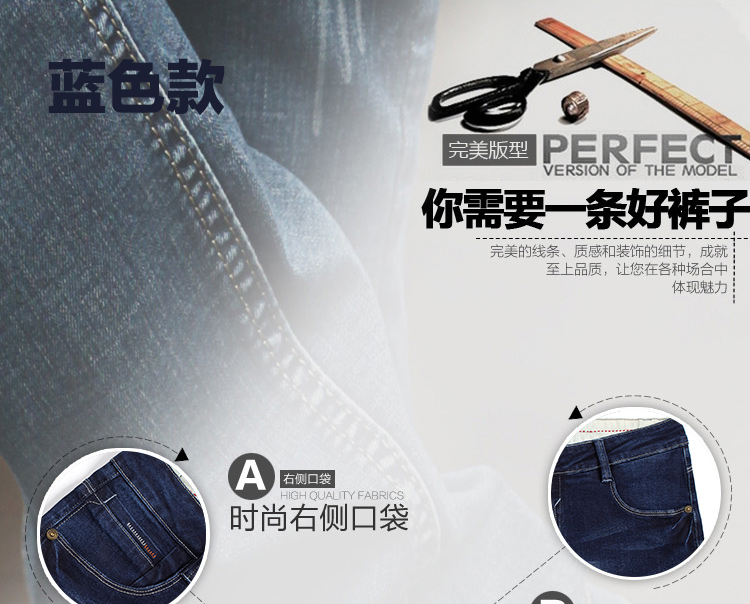 蓝色款
完美版型
PERFECT
VERSION OF THE MODEL
你需要一条好裤子
完美的线条、质感和装饰的细节，成就
至上品质，让您在各种场合中
体现魅力
A
右侧口袋
HIGH QUALITY FABRICS
时尚右侧口袋